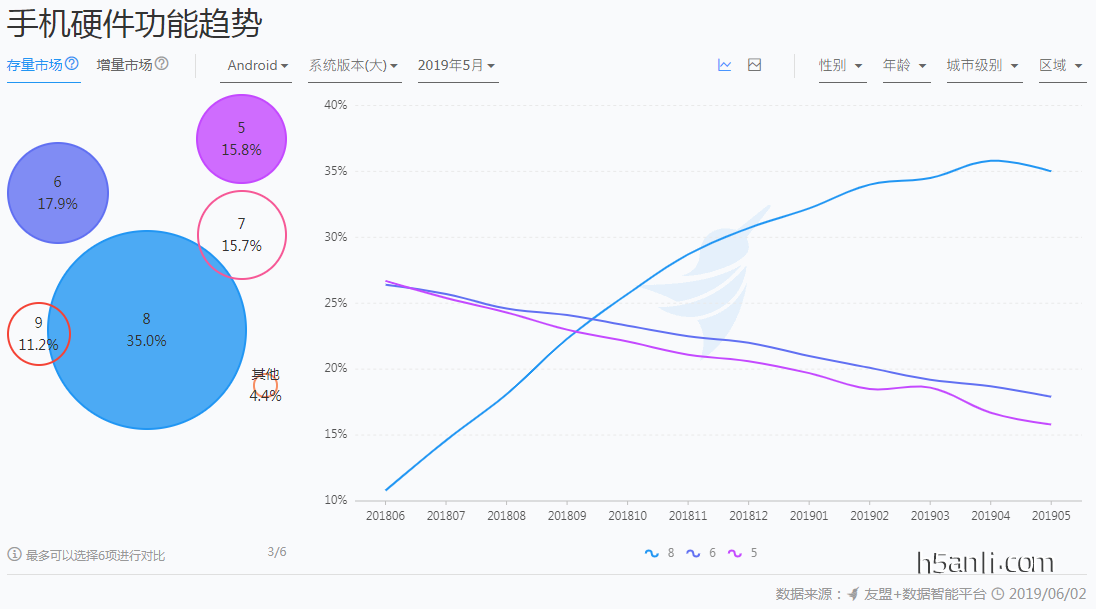 手机硬件功能趋势
存量市场 增量市场 Android 系统版本(大) 2019年5月 性别 年龄 城市级别 区域
5
15.8%
6
17.9%
7
15.7%
8
35.0%
9
11.2%
其他
4.4%
40%
35%
30%
25%
20%
15%
10%
201806 201807 201808 201809 201810 201811 201812 201901 201902 201903 201904 201905
最多可以选择6项进行对比 3/6
8 6 5
h5anli.com
数据来源： 友盟+数据智能平台 2019/06/02